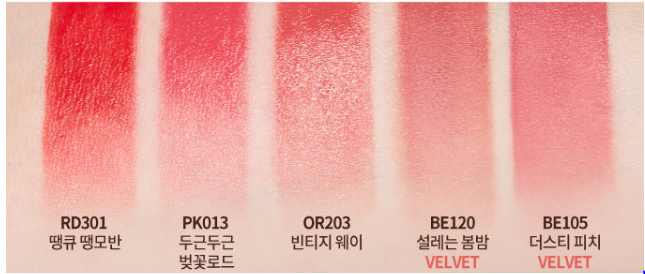 RD301
땡큐 땡모반
PK013
두근두근
벚꽃로드
OR203
빈티지 웨이
BE120
설레는 봄밤
VELVET
BE105
더스티 피치
VELVET